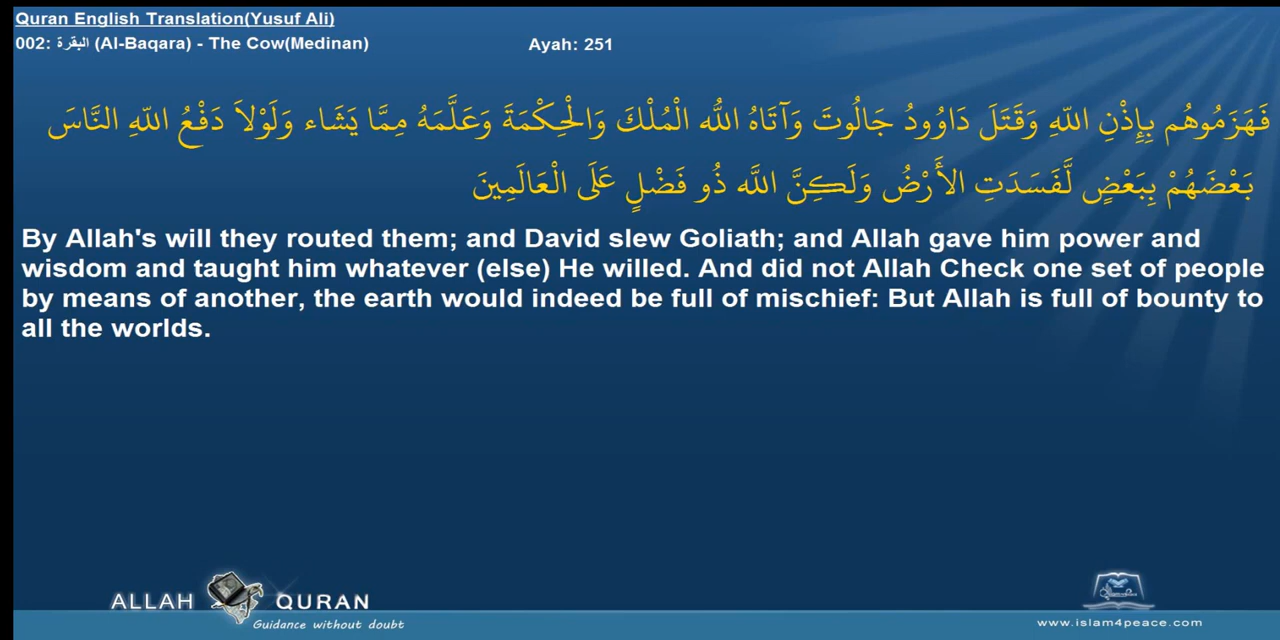 Quran English Translation(Yusuf Ali)
002: البقرة (Al-Baqara) - The Cow(Medinan) Ayah: 251
فَهَزَمُوهُم بِإِذْنِ اللّهِ وَقَتَلَ دَاوُودُ جَالُوتَ وَآتَاهُ اللّهُ الْمُلْكَ وَالْحِكْمَةَ وَعَلَّمَهُ مِمَّا يَشَاء وَلَوْلاَ دَفْعُ اللّهِ النَّاسَ
بَعْضَهُمْ بِبَعْضٍ لَّفَسَدَتِ الأَرْضُ وَلَكِنَّ اللّهَ ذُو فَضْلٍ عَلَى الْعَالَمِينَ
By Allah's will they routed them; and David slew Goliath; and Allah gave him power and
wisdom and taught him whatever (else) He willed. And did not Allah Check one set of people
by means of another, the earth would indeed be full of mischief: But Allah is full of bounty to
all the worlds.
ALLAH QURAN
Guidance without doubt
www.islam4peace.com